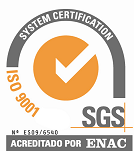 SYSTEM CERTIFICATION
ISO 9001
SGS
Nº ES09/6540
ACREDITADO POR ENAC